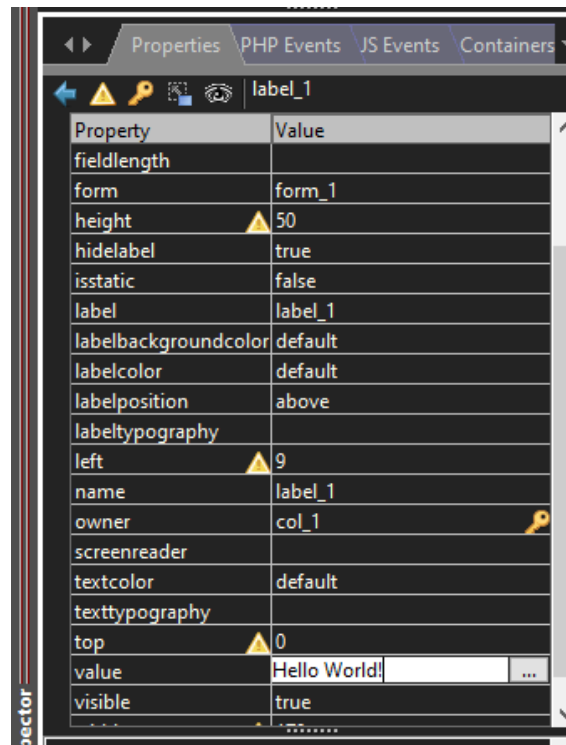 Properties PHP Events JS Events Containers
label_1
Property Value
fieldlength
form form_1
height 50
hidelabel true
isstatic false
label label_1
labelbackgroundcolor default
labelcolor default
labelposition above
labeltypography
left 9
name label_1
owner col_1
screenreader
textcolor default
texttypography
top 0
value Hello World! ...
visible true
pector